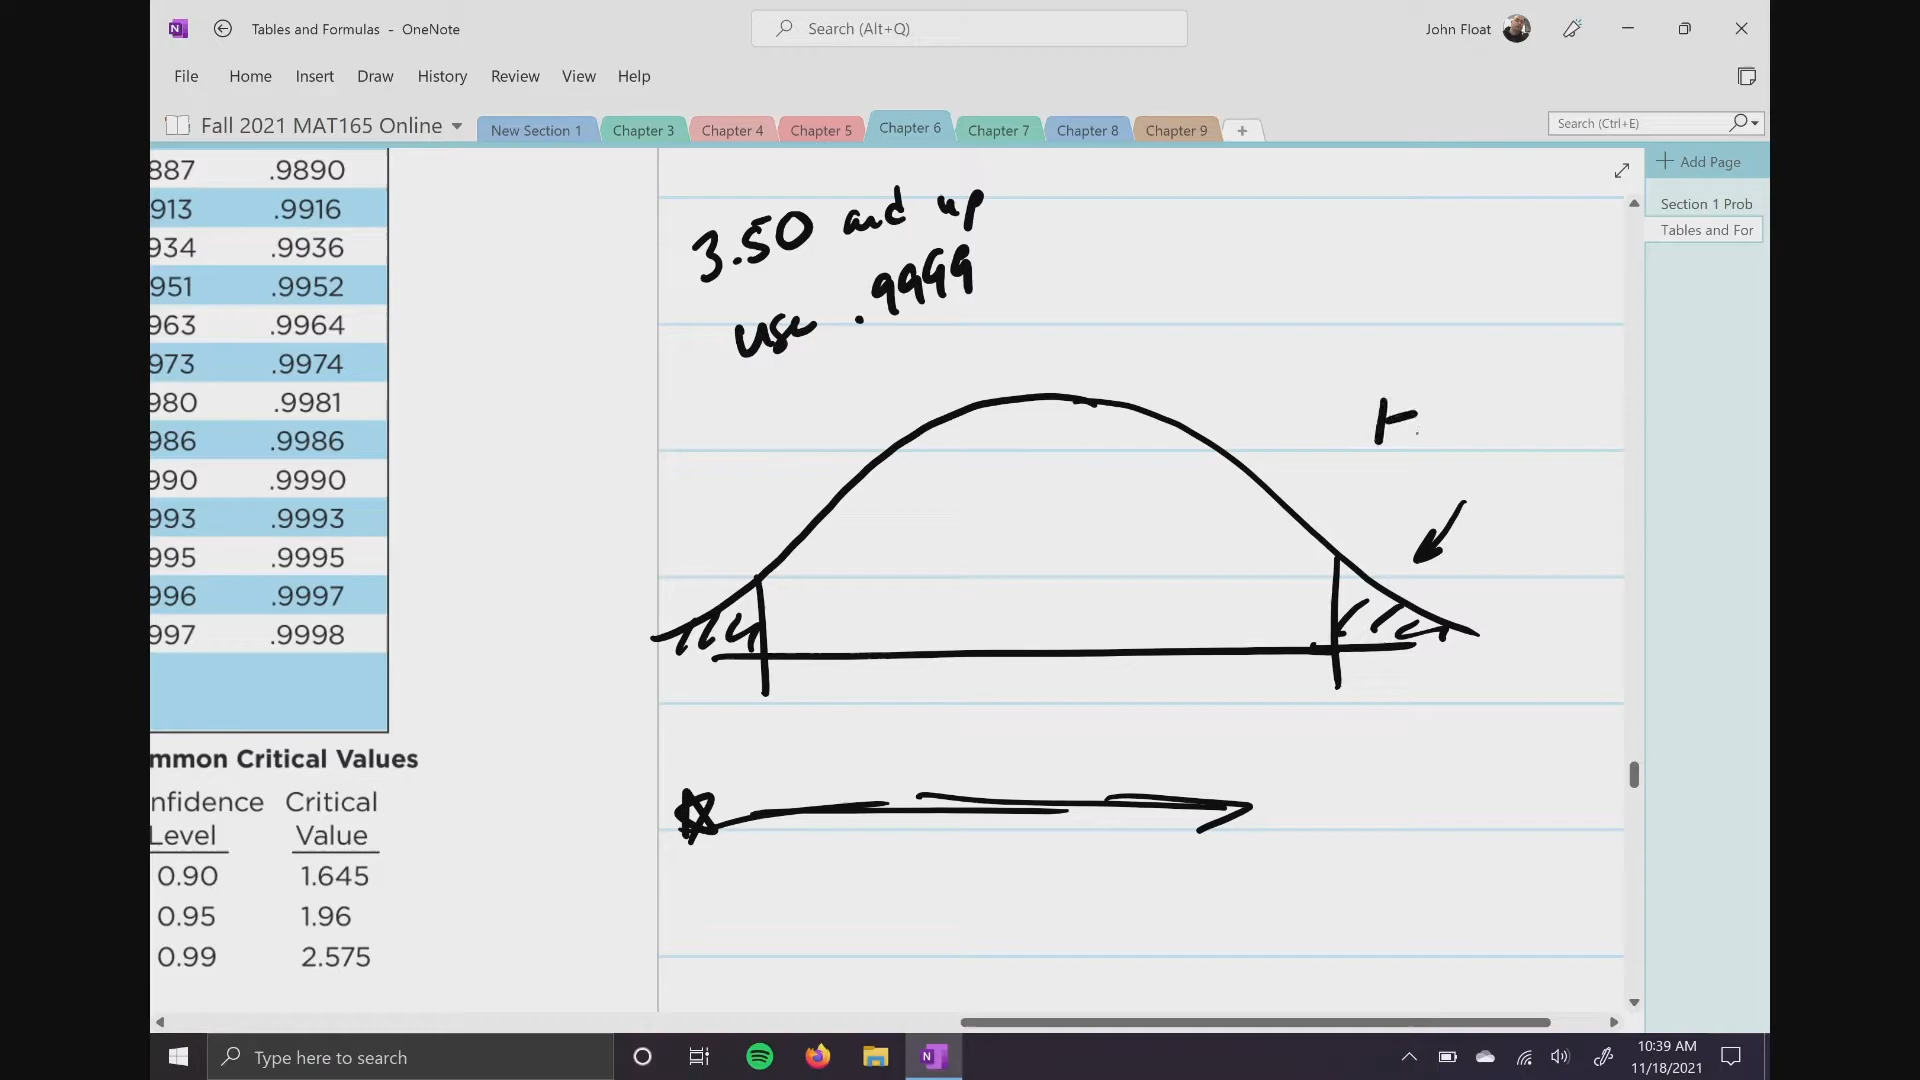 Tables and Formulas - OneNote
Search (Alt+Q)
John Float
File Home Insert Draw History Review View Help
Fall 2021 MAT165 Online
New Section 1 Chapter 3 Chapter 4 Chapter 5 Chapter 6 Chapter 7 Chapter 8 Chapter 9 +
Search (Ctrl+E)
Add Page
Section 1 Prob
Tables and For
887 .9890
913 .9916
934 .9936
951 .9952
963 .9964
973 .9974
980 .9981
986 .9986
990 .9990
993 .9993
995 .9995
996 .9997
997 .9998
mmon Critical Values
nfidence Critical
Level Value
0.90 1.645
0.95 1.96
0.99 2.575
3.50 and up
use .9999
Type here to search
10:39 AM
11/18/2021